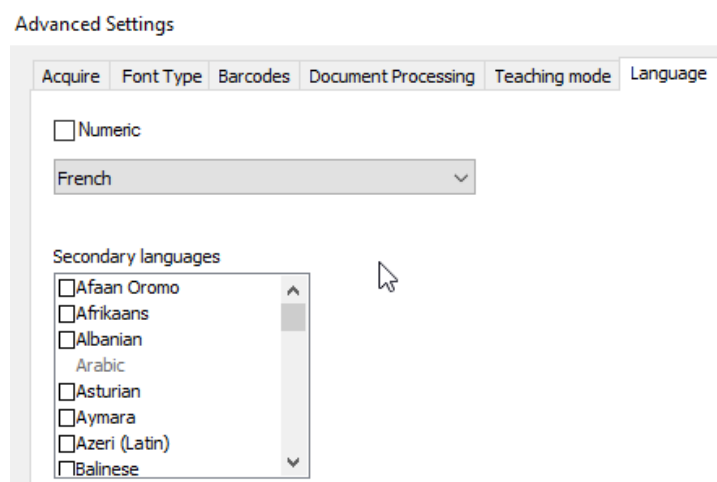 Advanced Settings
Acquire Font Type Barcodes Document Processing Teaching mode Language
Numeric
French
Secondary languages
Afaan Oromo
Afrikaans
Albanian
Arabic
Asturian
Aymara
Azeri (Latin)
Balinese